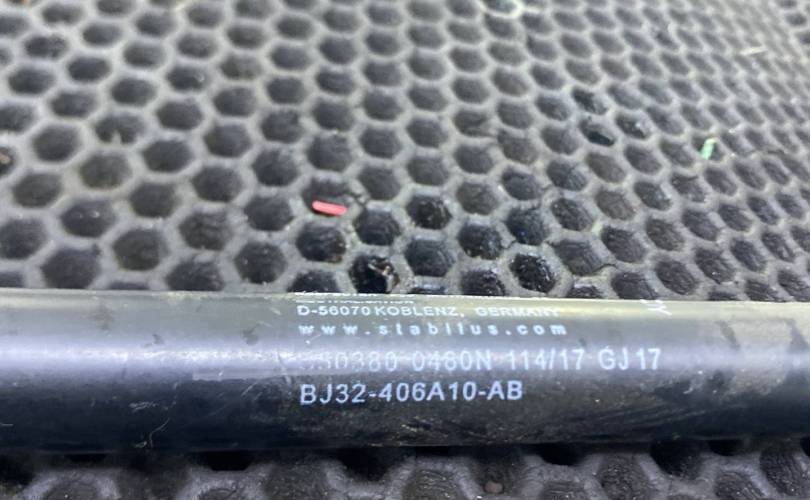 D-56070 KOBLENZ, GERMANY
www.stabilus.com
0480N 114/17 GJ 17
BJ32-406A10-AB